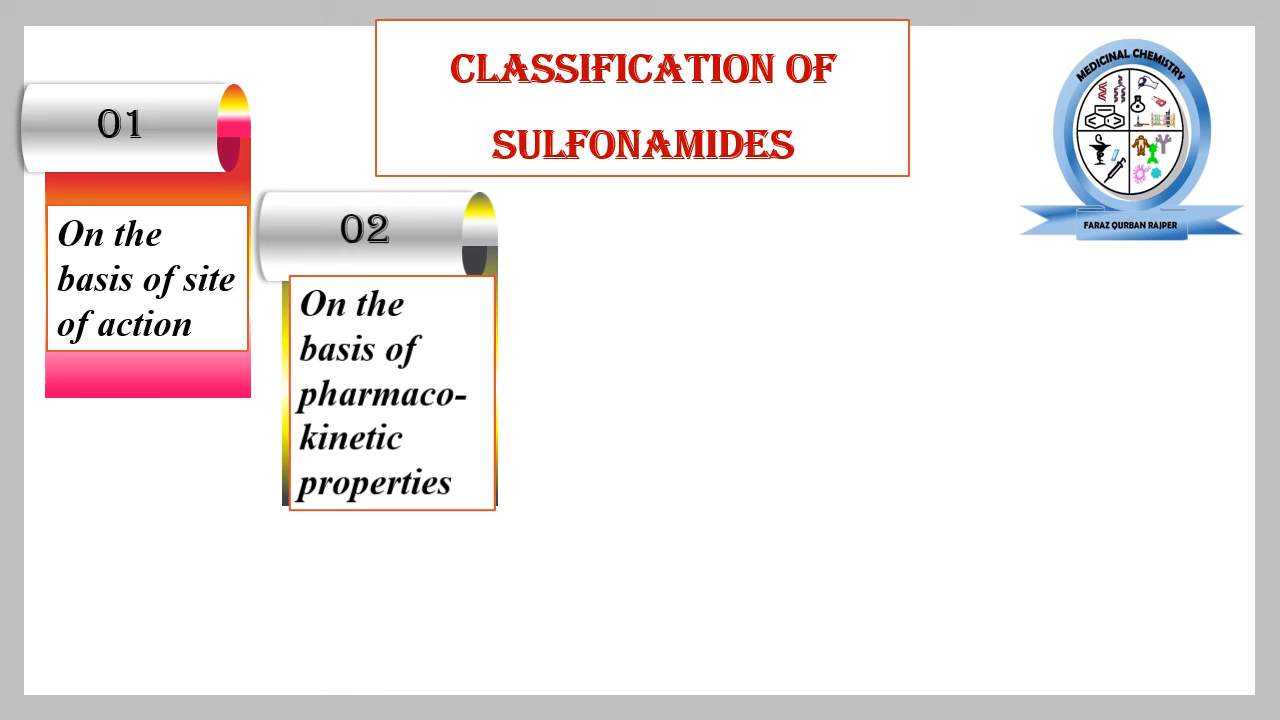 CLASSIFICATION OF
SULFONAMIDES
MEDICINAL CHEMISTRY
FARAZ QURBAN RAJPER
01
On the
basis of site
of action
02
On the
basis of
pharmaco-
kinetic
properties